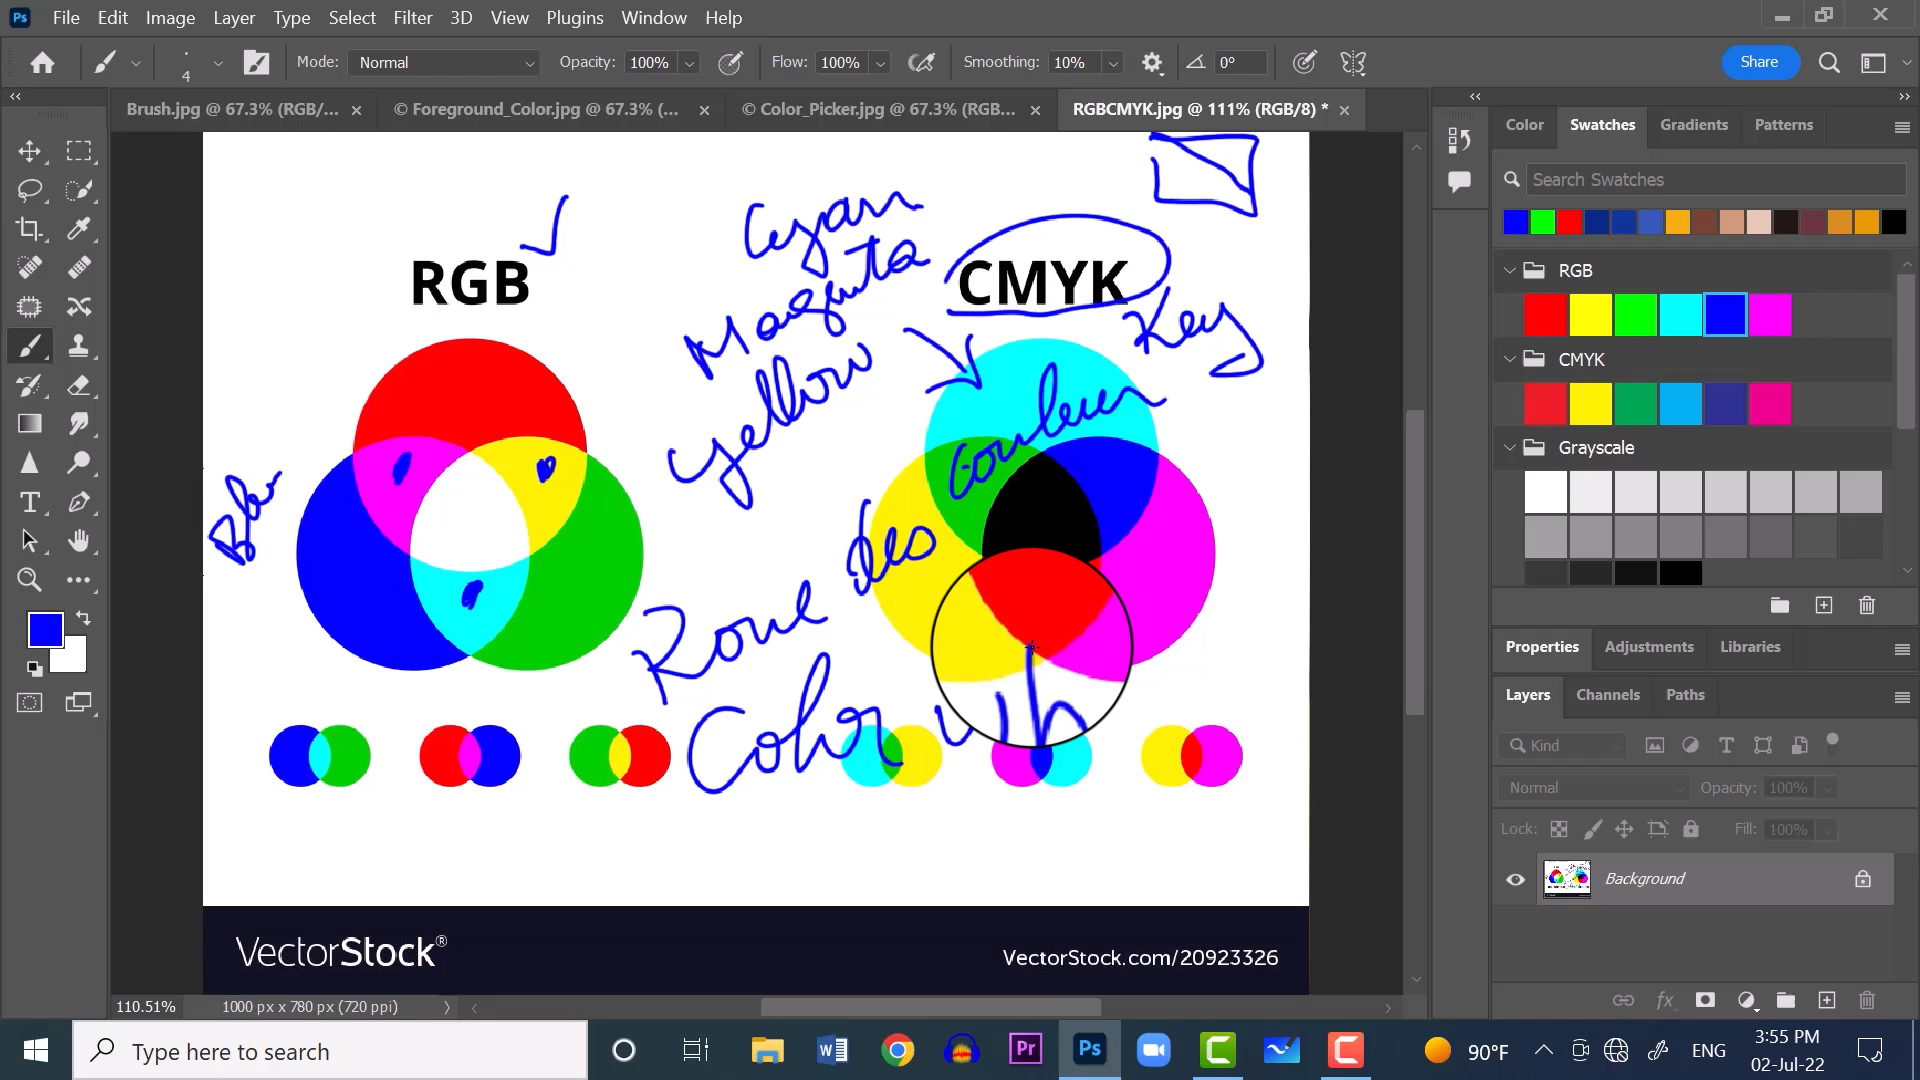 File Edit Image Layer Type Select Filter 3D View Plugins Window Help
4 Mode: Normal Opacity: 100% Flow: 100% Smoothing: 10% 0° Share
Brush.jpg @ 67.3% (RGB/... © Foreground_Color.jpg @ 67.3% (... © Color_Picker.jpg @ 67.3% (RGB... RGBCMYK.jpg @ 111% (RGB/8) *
Color Swatches Gradients Patterns
Search Swatches
RGB
CMYK
Grayscale
Properties Adjustments Libraries
Layers Channels Paths
Kind
Normal Opacity: 100%
Lock: Fill: 100%
Background
RGB
CMYK
Cyan
Magenta
Yellow
Key
des
Color
VectorStock®
VectorStock.com/20923326
110.51% 1000 px x 780 px (720 ppi)
Type here to search
90°F ENG 3:55 PM
02-Jul-22